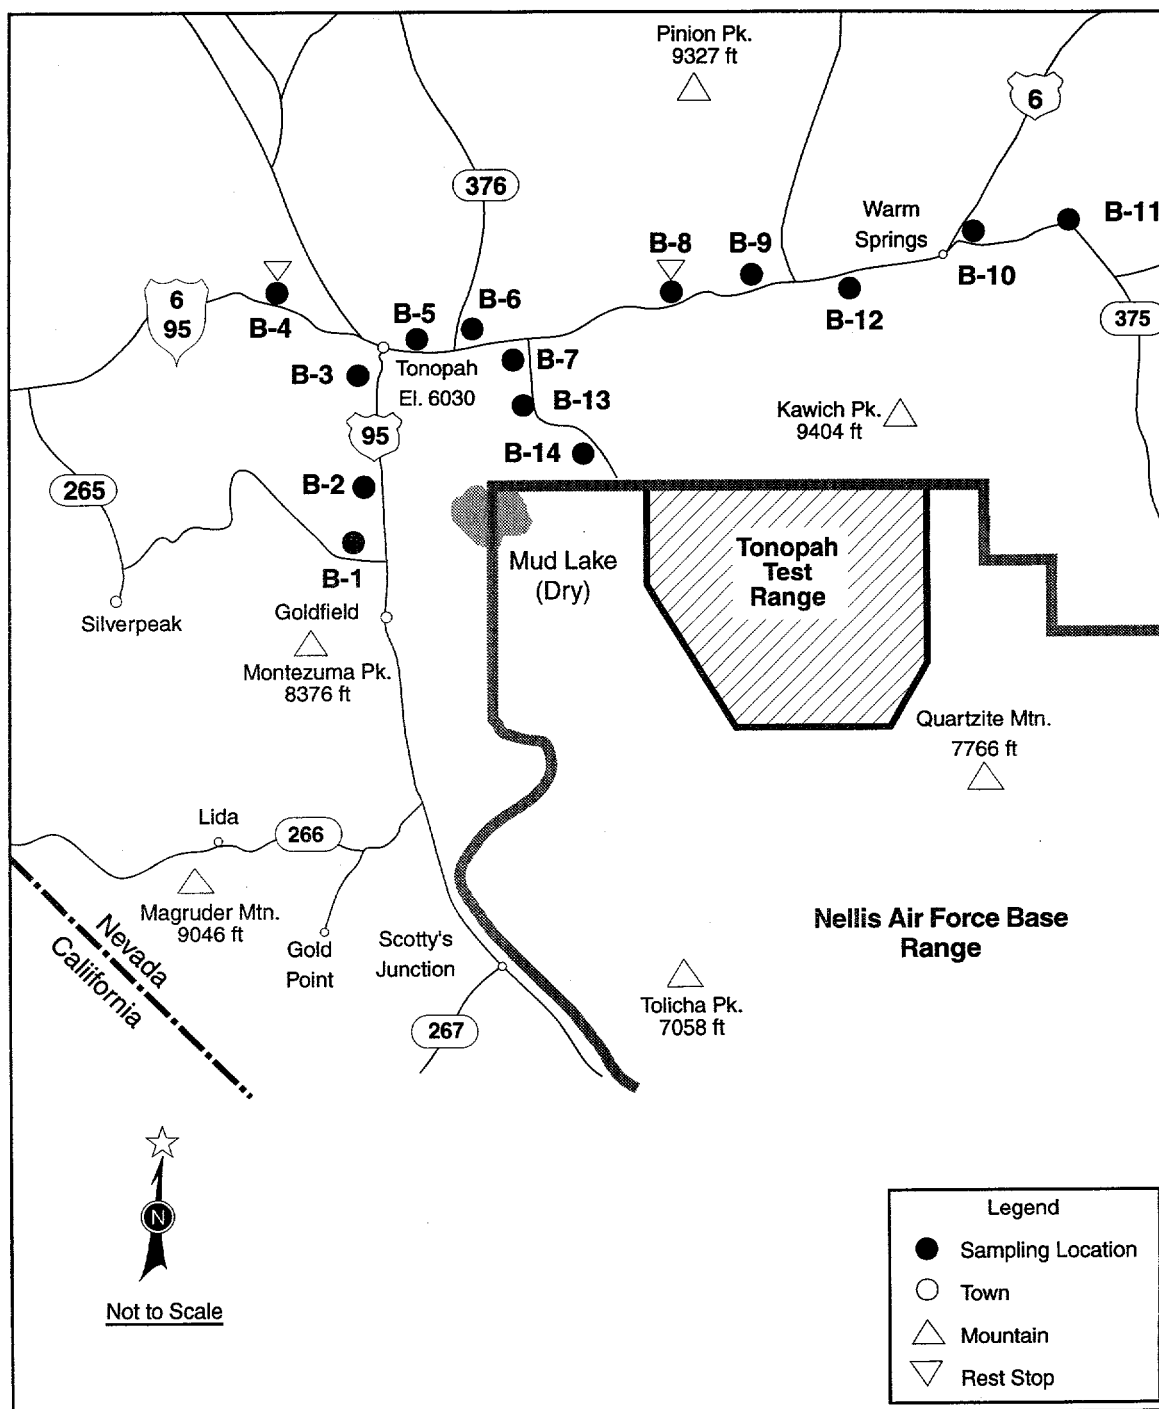 Pinion Pk.
9327 ft
6
376
Warm
Springs
B-11
B-8
B-9
B-10
6
95
B-4
B-5
B-6
B-12
375
B-3
Tonopah
El. 6030
B-7
B-13
Kawich Pk.
9404 ft
95
B-14
265
B-2
B-1
Mud Lake
(Dry)
Tonopah
Test
Range
Silverpeak
Goldfield
Montezuma Pk.
8376 ft
Quartzite Mtn.
7766 ft
Lida
266
Magruder Mtn.
9046 ft
Nevada
Caliifornia
Gold
Point
Scotty's
Junction
Nellis Air Force Base
Range
267
Tolicha Pk.
7058 ft
N
Not to Scale
Legend
Sampling Location
Town
Mountain
Rest Stop